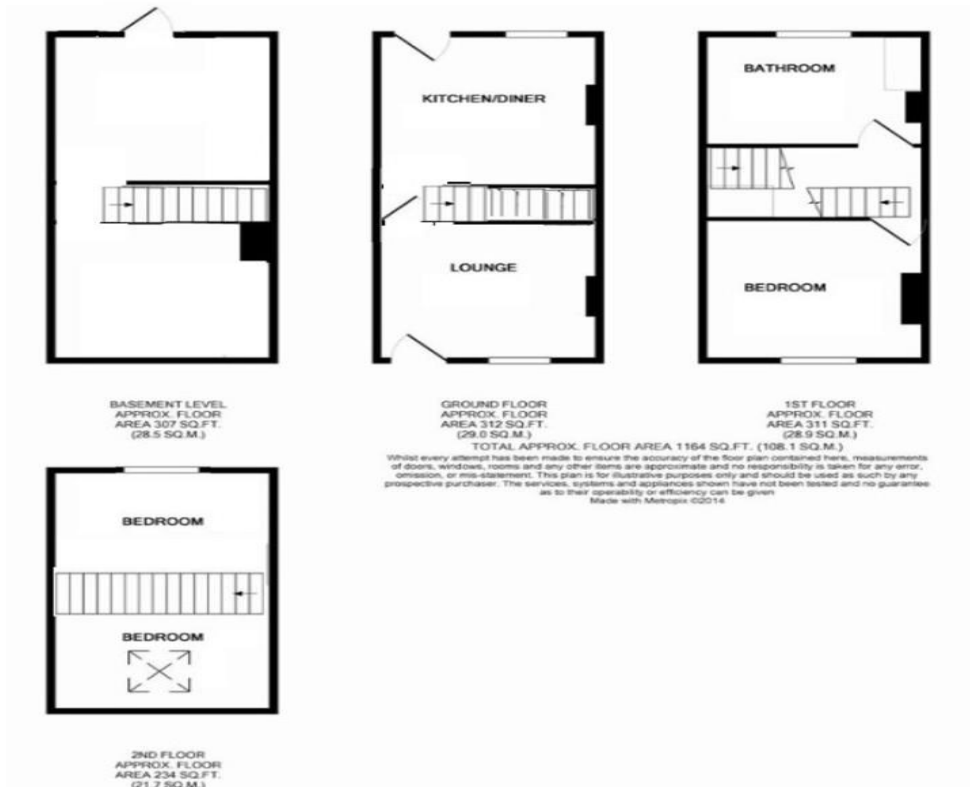 KITCHEN/DINER
LOUNGE
BATHROOM
BEDROOM
BASEMENT LEVEL
APPROX. FLOOR
AREA 307 SQ.FT.
(28.5 SQ.M.)
GROUND FLOOR
APPROX. FLOOR
AREA 312 SQ.FT.
(29.0 SQ.M.)
1ST FLOOR
APPROX. FLOOR
AREA 311 SQ.FT.
(28.9 SQ.M.)
TOTAL APPROX. FLOOR AREA 1164 SQ.FT. (108.1 SQ.M.)
Whilst every attempt has been made to ensure the accuracy of the floor plan contained here, measurements
of doors, windows, rooms and any other items are approximate and no responsibility is taken for any error,
omission, or mis-statement. This plan is for illustrative purposes only and should be used as such by any
prospective purchaser. The services, systems and appliances shown have not been tested and no guarantee
as to their operability or efficiency can be given
Made with Metropix ©2014
BEDROOM
BEDROOM
2ND FLOOR
APPROX. FLOOR
AREA 234 SQ.FT.
(21.7 SQ.M.)